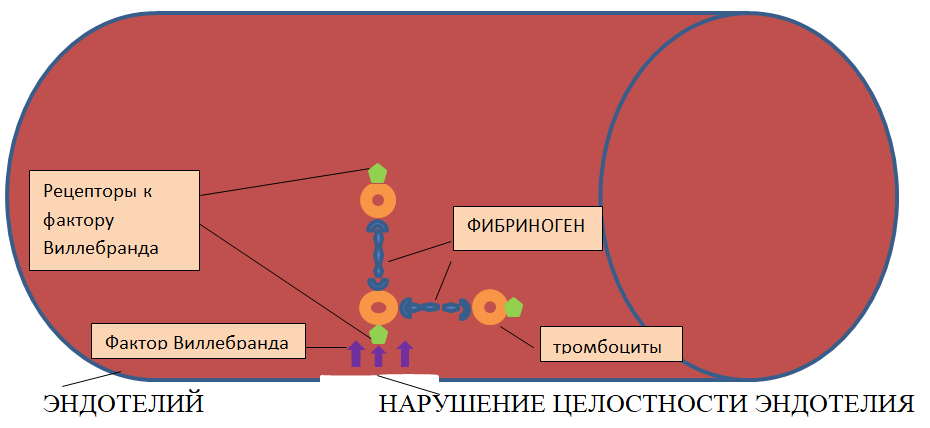 Рецепторы к
фактору
Виллебранда
ФИБРИНОГЕН
Фактор Виллебранда
тромбоциты
ЭНДОТЕЛИЙ
НАРУШЕНИЕ ЦЕЛОСТНОСТИ ЭНДОТЕЛИЯ